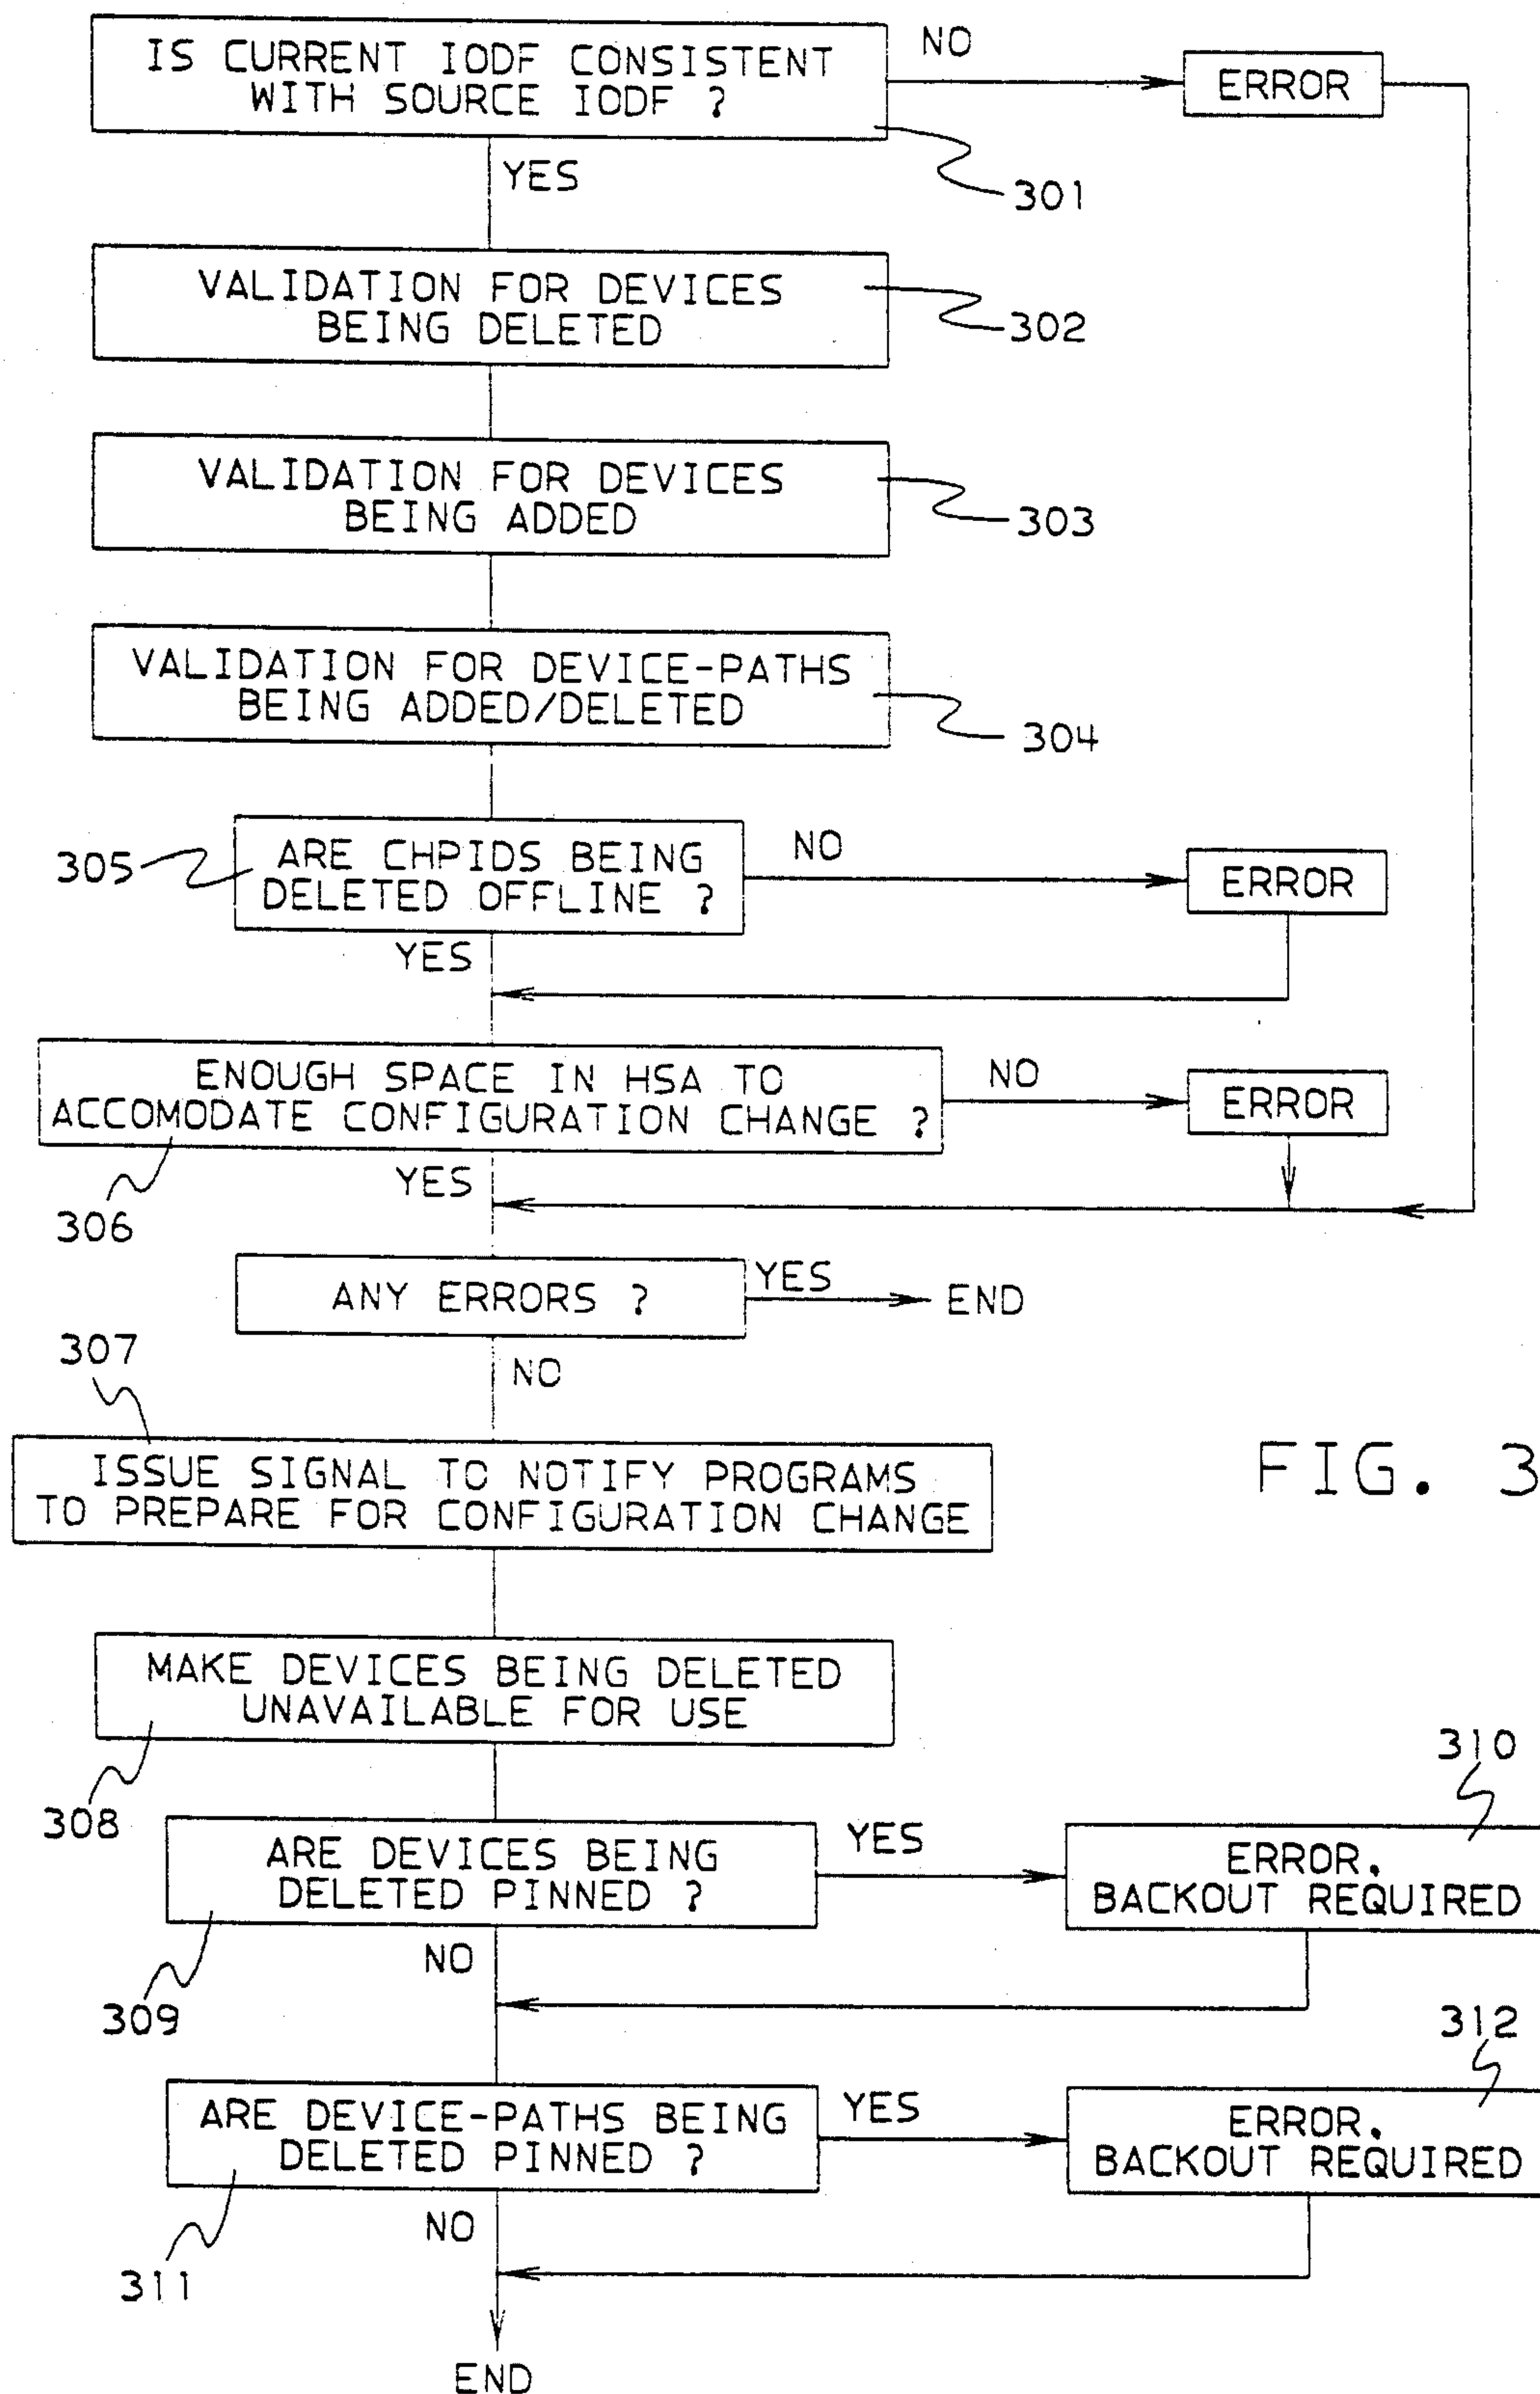 IS CURRENT IODF CONSISTENT
WITH SOURCE IODF ?
NO
ERROR
301
YES
VALIDATION FOR DEVICES
BEING DELETED
302
VALIDATION FOR DEVICES
BEING ADDED
303
VALIDATION FOR DEVICE-PATHS
BEING ADDED/DELETED
304
305
ARE CHPIDS BEING
DELETED OFFLINE ?
NO
ERROR
YES
ENOUGH SPACE IN HSA TO
ACCOMODATE CONFIGURATION CHANGE ?
NO
ERROR
306
YES
ANY ERRORS ?
YES
END
307
NO
ISSUE SIGNAL TO NOTIFY PROGRAMS
TO PREPARE FOR CONFIGURATION CHANGE
FIG. 3
MAKE DEVICES BEING DELETED
UNAVAILABLE FOR USE
308
310
ARE DEVICES BEING
DELETED PINNED ?
YES
ERROR.
BACKOUT REQUIRED
309
NO
312
ARE DEVICE-PATHS BEING
DELETED PINNED ?
YES
ERROR.
BACKOUT REQUIRED
311
NO
END